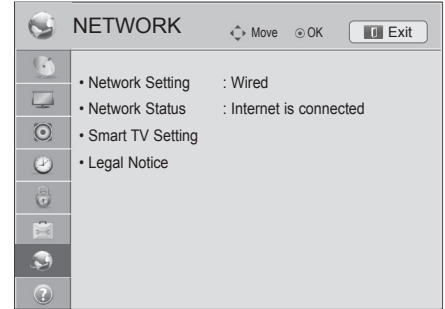 NETWORK Move OK Exit
• Network Setting : Wired
• Network Status : Internet is connected
• Smart TV Setting
• Legal Notice